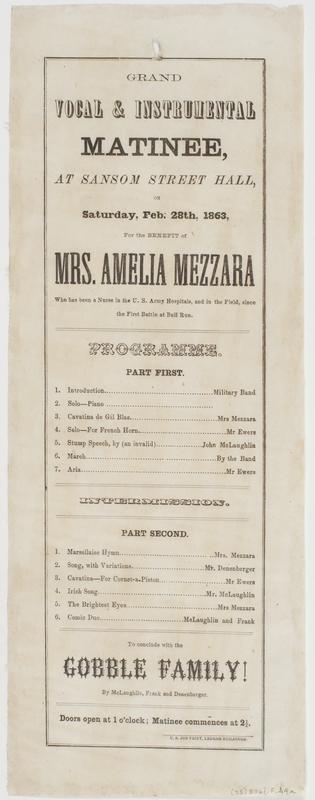 GRAND
VOCAL & INSTRUMENTAL
MATINEE,
AT SANSOM STREET HALL,
ON
Saturday, Feb. 28th, 1863,
For the BENEFIT of
MRS. AMELIA MEZZARA
Who has been a Nurse in the U. S. Army Hospitals, and in the Field, since
the First Battle at Bull Run.
PROGRAMME.
PART FIRST.
1. Introduction....................Military Band
2. Solo—Piano ....................
3. Cavatina de Gil Blas....................Mrs Mezzara
4. Solo—For French Horn....................Mr Ewers
5. Stump Speech, by (an invalid)....................John McLaughlin
6. March....................By the Band
7. Aria....................Mr Ewers
INTERMISSION.
PART SECOND.
1. Marseilaise Hymn....................Mrs. Mezzara
2. Song, with Variations....................Mr. Denenberger
3. Cavatina—For Cornet-a-Piston....................Mr Ewers
4. Irish Song....................Mr. McLaughlin
5. The Brightest Eyes....................Mrs Mezzara
6. Comic Duo....................McLaughlin and Frank
To conclude with the
GOBBLE FAMILY!
By McLaughlin, Frank and Denenberger.
Doors open at 1 o'clock; Matinee commences at 2½.
U. S. JOB PRINT, LEDGER BUILDINGS.